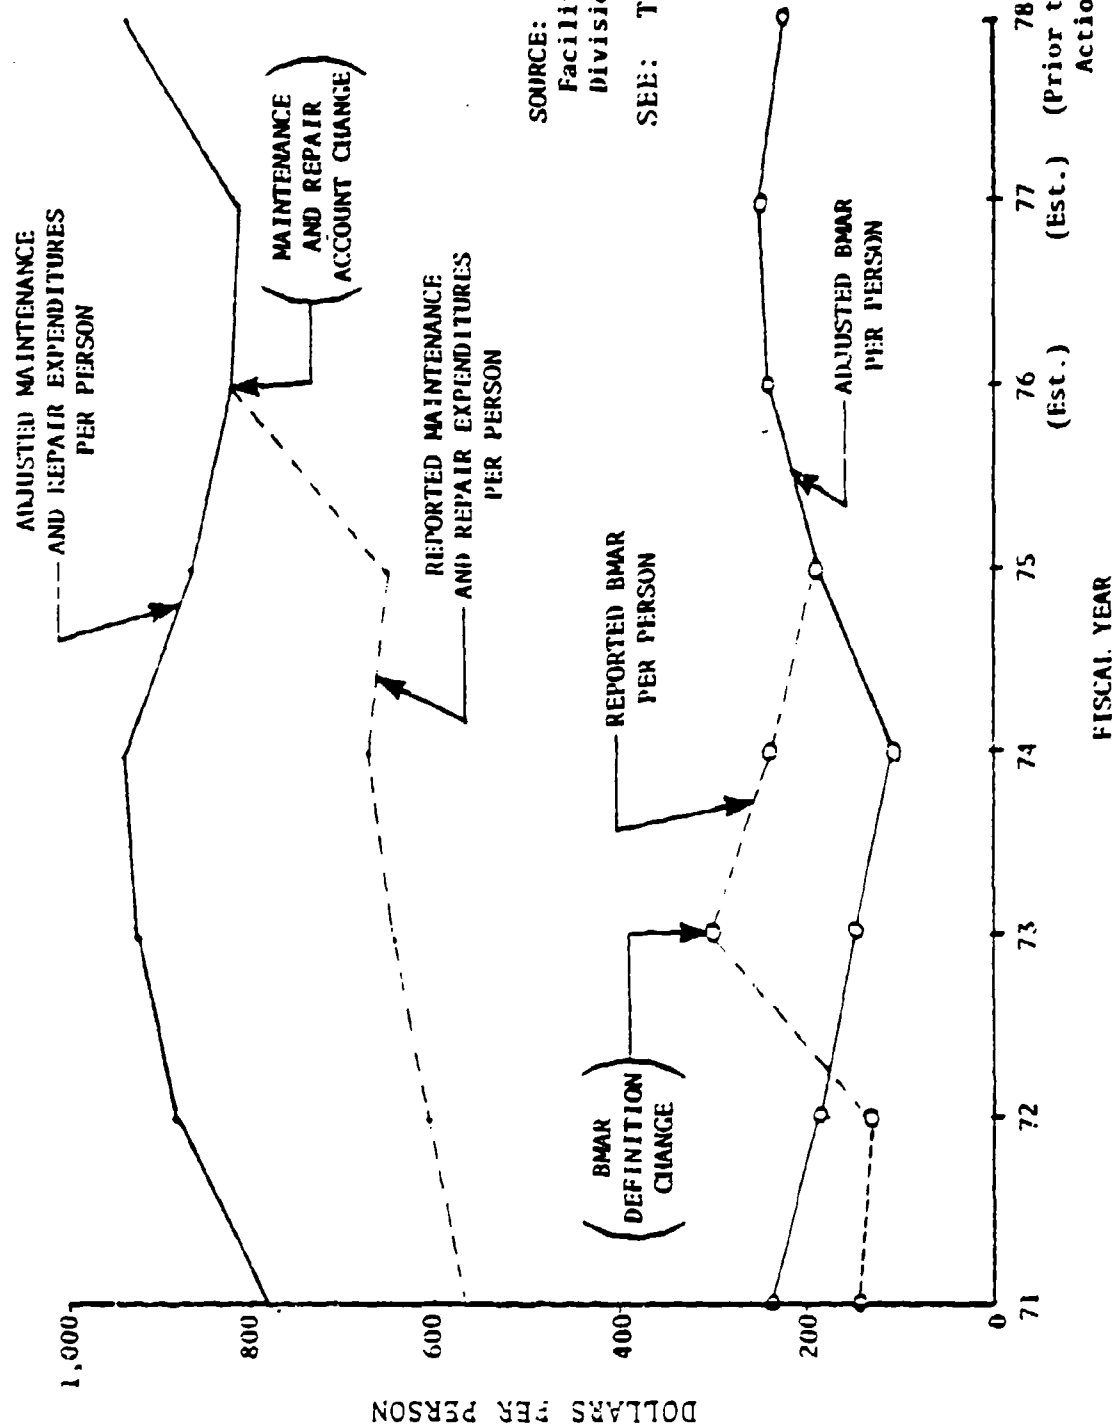 ADJUSTED MAINTENANCE
AND REPAIR EXPENDITURES
PER PERSON
MAINTENANCE
AND REPAIR
ACCOUNT CHANGE
REPORTED MAINTENANCE
AND REPAIR EXPENDITURES
PER PERSON
SOURCE:
Facili
Divisi
SEE: T
REPORTED BMAR
PER PERSON
BMAR
DEFINITION
CHANGE
ADJUSTED BMAR
PER PERSON
DOLLARS PER PERSON
1,000
800
600
400
200
0
71 72 73 74 75 76 77 78
(Est.) (Est.) (Prior t
Actio
FISCAL YEAR